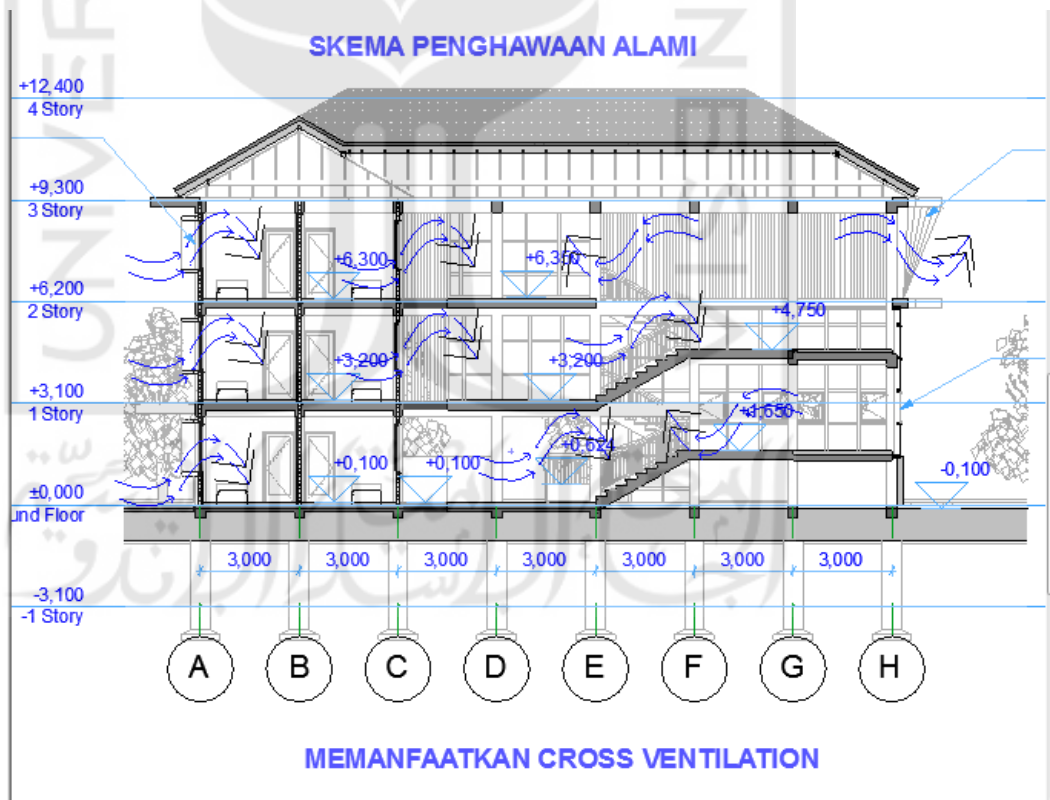 SKEMA PENGHAWAAN ALAMI
+12,400
4 Story
+9,300
3 Story
+6,300
+6,350
+6,200
2 Story
+4,750
+3,200
+3,200
+3,100
1 Story
+1,650
+0,624
+0,100
+0,100
-0,100
±0,000
und Floor
3,000 3,000 3,000 3,000 3,000 3,000 3,000
-3,100
-1 Story
A B C D E F G H
MEMANFAATKAN CROSS VENTILATION